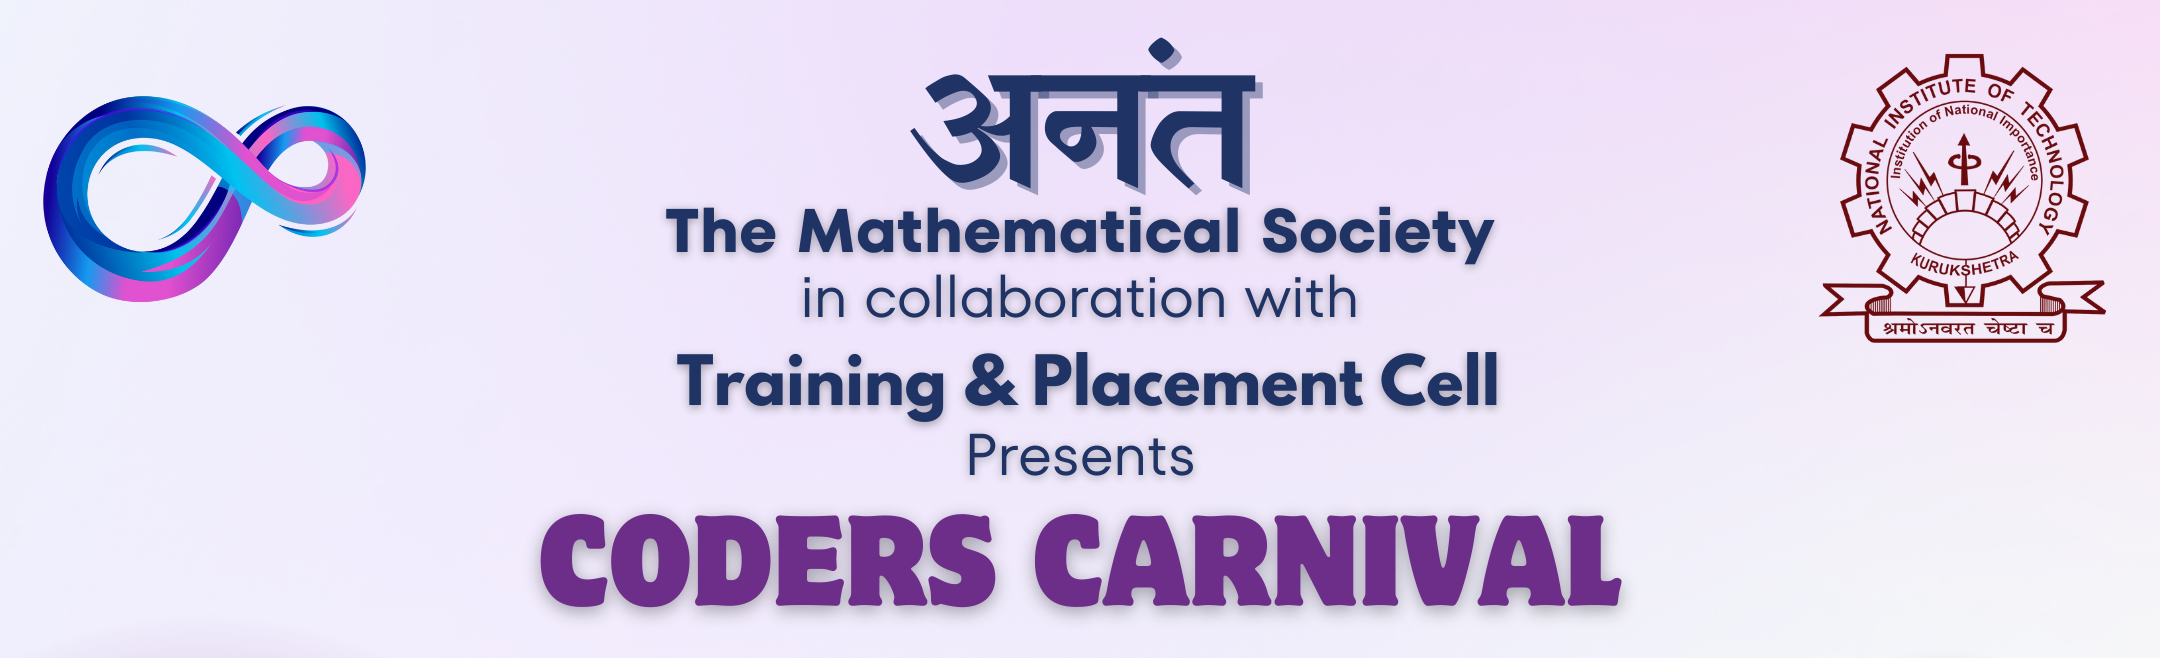 अनंत
The Mathematical Society
in collaboration with
Training & Placement Cell
Presents
CODERS CARNIVAL
NATIONAL INSTITUTE OF TECHNOLOGY
Institution of National Importance
KURUKSHETRA
श्रमोऽनवरत चेष्टा च